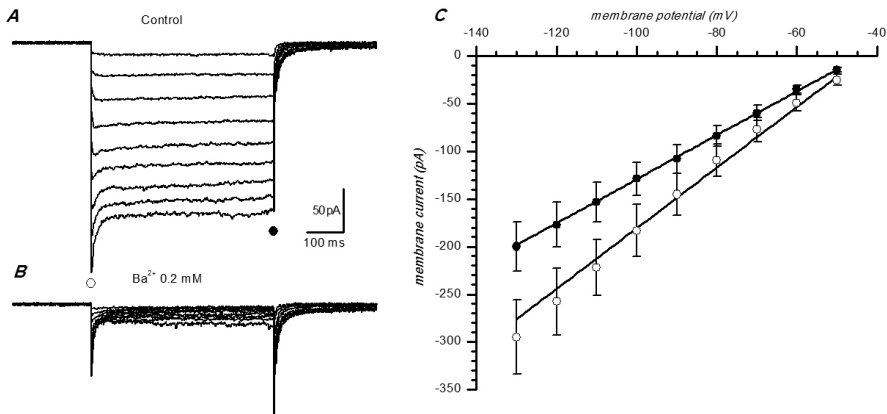 A
Control
50pA
100 ms
B
Ba²⁺ 0.2 mM
C
membrane potential (mV)
-140 -120 -100 -80 -60 -40
membrane current (pA)
0
-50
-100
-150
-200
-250
-300
-350